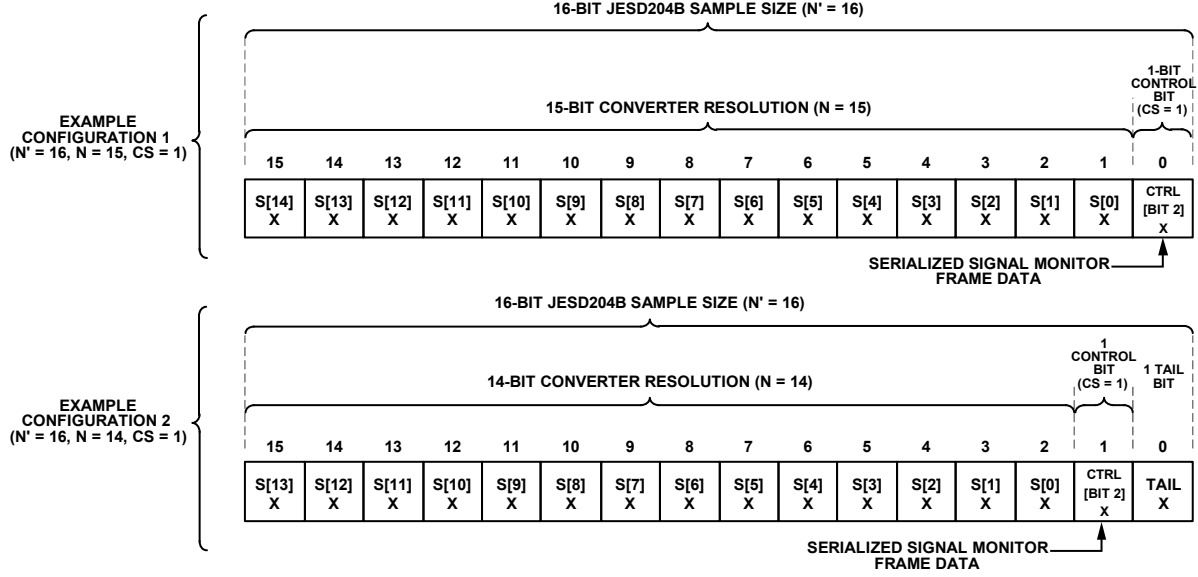 16-BIT JESD204B SAMPLE SIZE (N' = 16)
1-BIT
CONTROL
BIT
(CS = 1)
15-BIT CONVERTER RESOLUTION (N = 15)
EXAMPLE
CONFIGURATION 1
(N' = 16, N = 15, CS = 1)
15 14 13 12 11 10 9 8 7 6 5 4 3 2 1 0
S[14] S[13] S[12] S[11] S[10] S[9] S[8] S[7] S[6] S[5] S[4] S[3] S[2] S[1] S[0] CTRL
[BIT 2]
X X X X X X X X X X X X X X X X
SERIALIZED SIGNAL MONITOR
FRAME DATA
16-BIT JESD204B SAMPLE SIZE (N' = 16)
1
CONTROL
BIT
(CS = 1)
1 TAIL
BIT
14-BIT CONVERTER RESOLUTION (N = 14)
EXAMPLE
CONFIGURATION 2
(N' = 16, N = 14, CS = 1)
15 14 13 12 11 10 9 8 7 6 5 4 3 2 1 0
S[13] S[12] S[11] S[10] S[9] S[8] S[7] S[6] S[5] S[4] S[3] S[2] S[1] S[0] CTRL TAIL
[BIT 2]
X X X X X X X X X X X X X X X X
SERIALIZED SIGNAL MONITOR
FRAME DATA